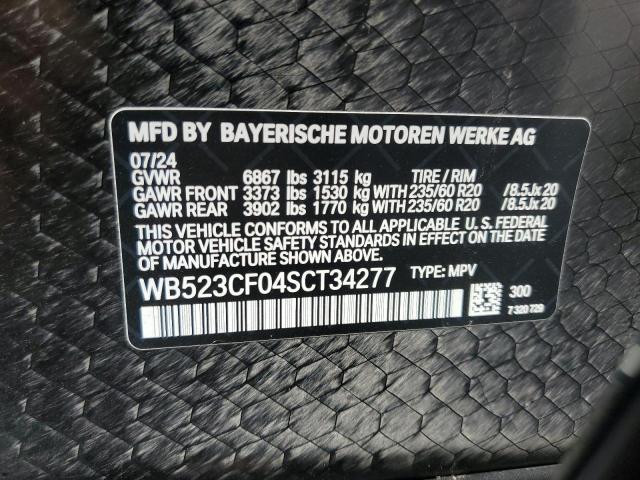 MFD BY BAYERISCHE MOTOREN WERKE AG
07/24
GVWR 6867 lbs 3115 kg TIRE / RIM
GAWR FRONT 3373 lbs 1530 kg WITH 235/60 R20 /8.5Jx20
GAWR REAR 3902 lbs 1770 kg WITH 235/60 R20 /8.5Jx20
THIS VEHICLE CONFORMS TO ALL APPLICABLE U. S. FEDERAL
MOTOR VEHICLE SAFETY STANDARDS IN EFFECT ON THE DATE
OF MANUFACTURE SHOWN ABOVE.
WB523CF04SCT34277 TYPE: MPV
300
7 320 729